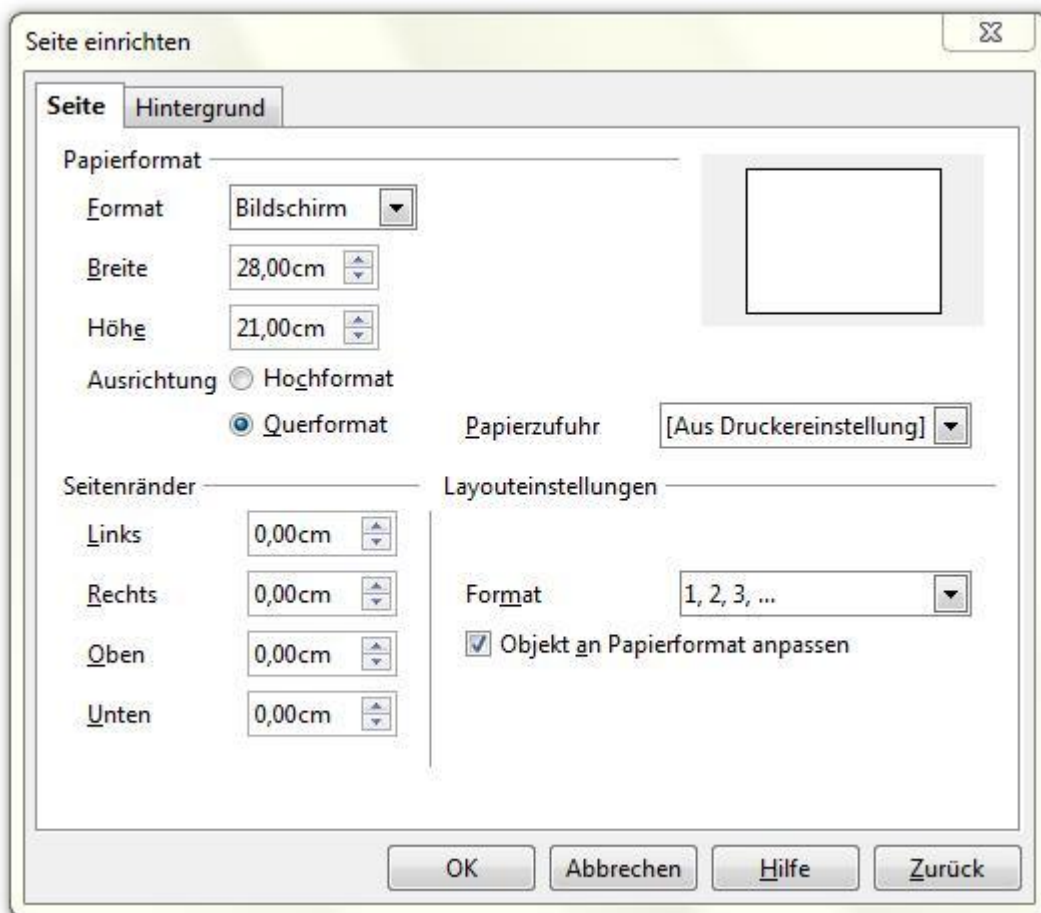 Seite einrichten
Seite Hintergrund
Papierformat
Format Bildschirm
Breite 28,00cm
Höhe 21,00cm
Ausrichtung Hochformat
Querformat Papierzufuhr [Aus Druckereinstellung]
Seitenränder Layouteinstellungen
Links 0,00cm
Rechts 0,00cm Format 1, 2, 3, ...
Oben 0,00cm Objekt an Papierformat anpassen
Unten 0,00cm
OK Abbrechen Hilfe Zurück